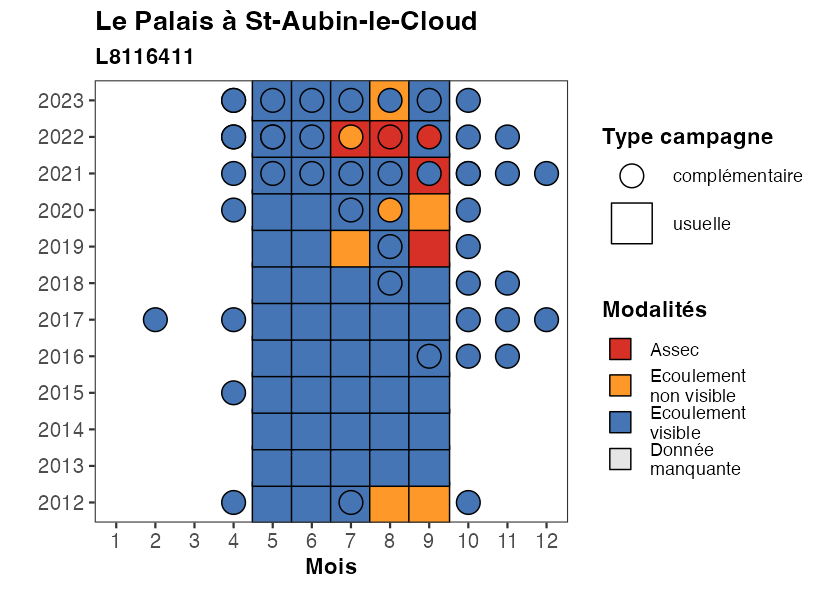 Le Palais à St-Aubin-le-Cloud
L8116411
2023
2022
2021
2020
2019
2018
2017
2016
2015
2014
2013
2012
1 2 3 4 5 6 7 8 9 10 11 12
Mois
Type campagne
complémentaire
usuelle
Modalités
Assec
Ecoulement
non visible
Ecoulement
visible
Donnée
manquante